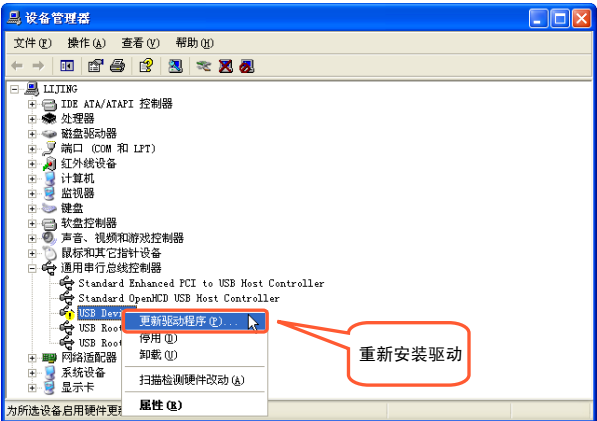 设备管理器
文件(F) 操作(A) 查看(V) 帮助(H)
LIJING
IDE ATA/ATAPI 控制器
处理器
磁盘驱动器
端口 (COM 和 LPT)
红外线设备
计算机
监视器
键盘
软盘控制器
声音、视频和游戏控制器
鼠标和其它指针设备
通用串行总线控制器
Standard Enhanced PCI to USB Host Controller
Standard OpenHCD USB Host Controller
USB Devi
更新驱动程序(P)...
USB Root
停用(D)
USB Root
卸载(U)
网络适配器
重新安装驱动
系统设备
扫描检测硬件改动(A)
显示卡
属性(R)
为所选设备启用硬件更